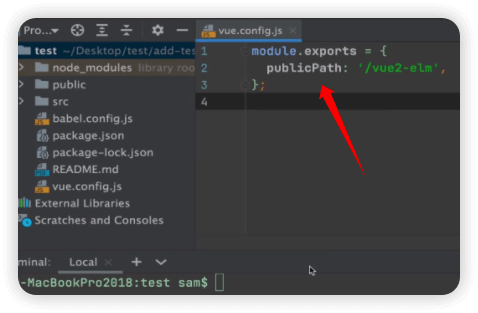 Pro...
vue.config.js
test ~/Desktop/test/add-tes
node_modules library roo
public
src
babel.config.js
package.json
package-lock.json
README.md
vue.config.js
External Libraries
Scratches and Consoles
1 module.exports = {
2 publicPath: '/vue2-elm',
3 };
4
minal: Local
-MacBookPro2018:test sam$